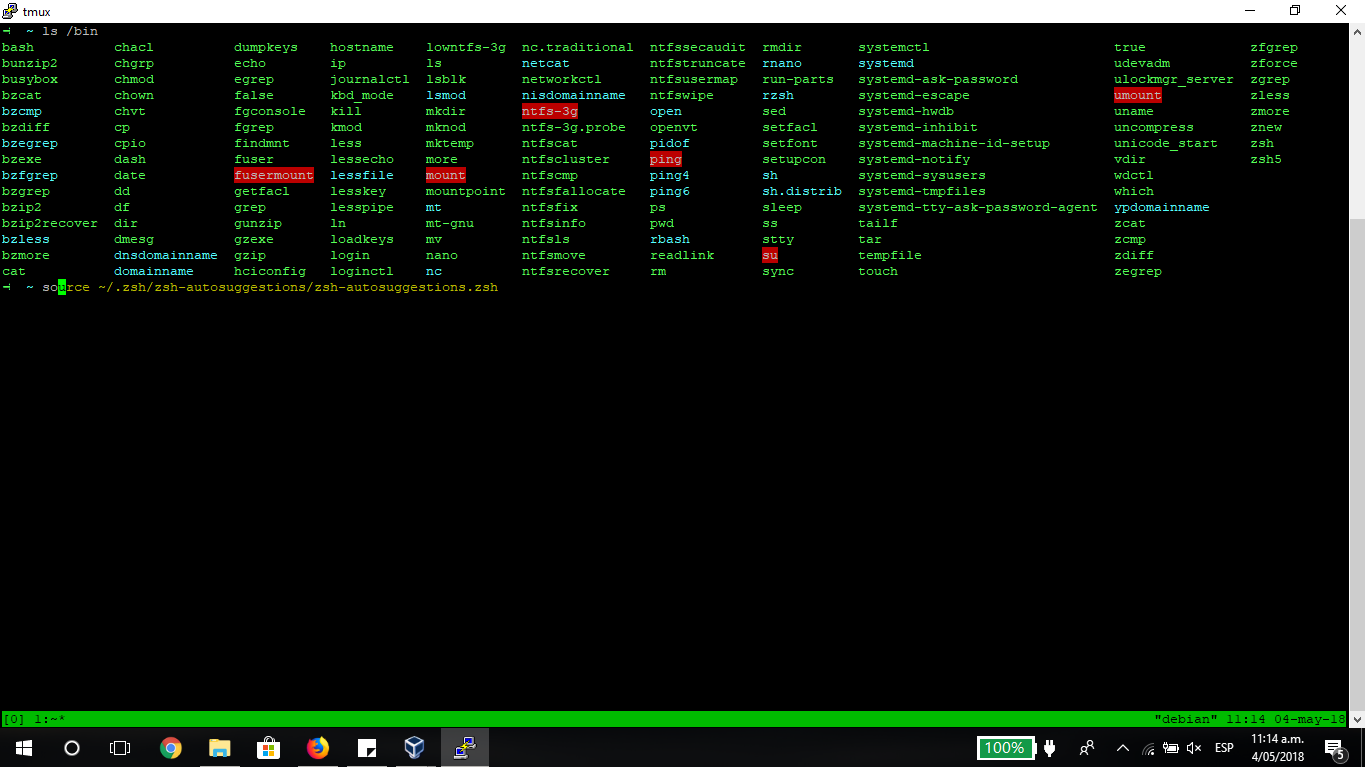 tmux
~ ls /bin
bash chacl dumpkeys hostname lowntfs-3g nc.traditional ntfssecaudit rmdir systemctl true zfgrep
bunzip2 chgrp echo ip ls netcat ntfstruncate rnano systemd udevadm zforce
busybox chmod egrep journalctl lsblk networkctl ntfsusermap run-parts systemd-ask-password ulockmgr_server zgrep
bzcat chown false kbd_mode lsmod nisdomainname ntfswipe rzsh systemd-escape umount zless
bzcmp chvt fgconsole kill mkdir ntfs-3g open sed systemd-hwdb uname zmore
bzdiff cp fgrep kmod mknod ntfs-3g.probe openvt setfacl systemd-inhibit uncompress znew
bzegrep cpio findmnt less mktemp ntfscat pidof setfont systemd-machine-id-setup unicode_start zsh
bzexe dash fuser lessecho more ntfscluster ping setupcon systemd-notify vdir zsh5
bzfgrep date fusermount lessfile mount ntfscmp ping4 sh systemd-sysusers wdctl
bzgrep dd getfacl lesskey mountpoint ntfsfallocate ping6 sh.distrib systemd-tmpfiles which
bzip2 df grep lesspipe mt ntfsfix ps sleep systemd-tty-ask-password-agent ypdomainname
bzip2recover dir gunzip ln mt-gnu ntfsinfo pwd ss tailf zcat
bzless dmesg gzexe loadkeys mv ntfsls rbash stty tar zcmp
bzmore dnsdomainname gzip login nano ntfsmove readlink su tempfile zdiff
cat domainname hciconfig loginctl nc ntfsrecover rm sync touch zegrep
~ source ~/.zsh/zsh-autosuggestions/zsh-autosuggestions.zsh
[0] 1:~* "debian" 11:14 04-may-18
100% ESP 11:14 a.m.
4/05/2018 5